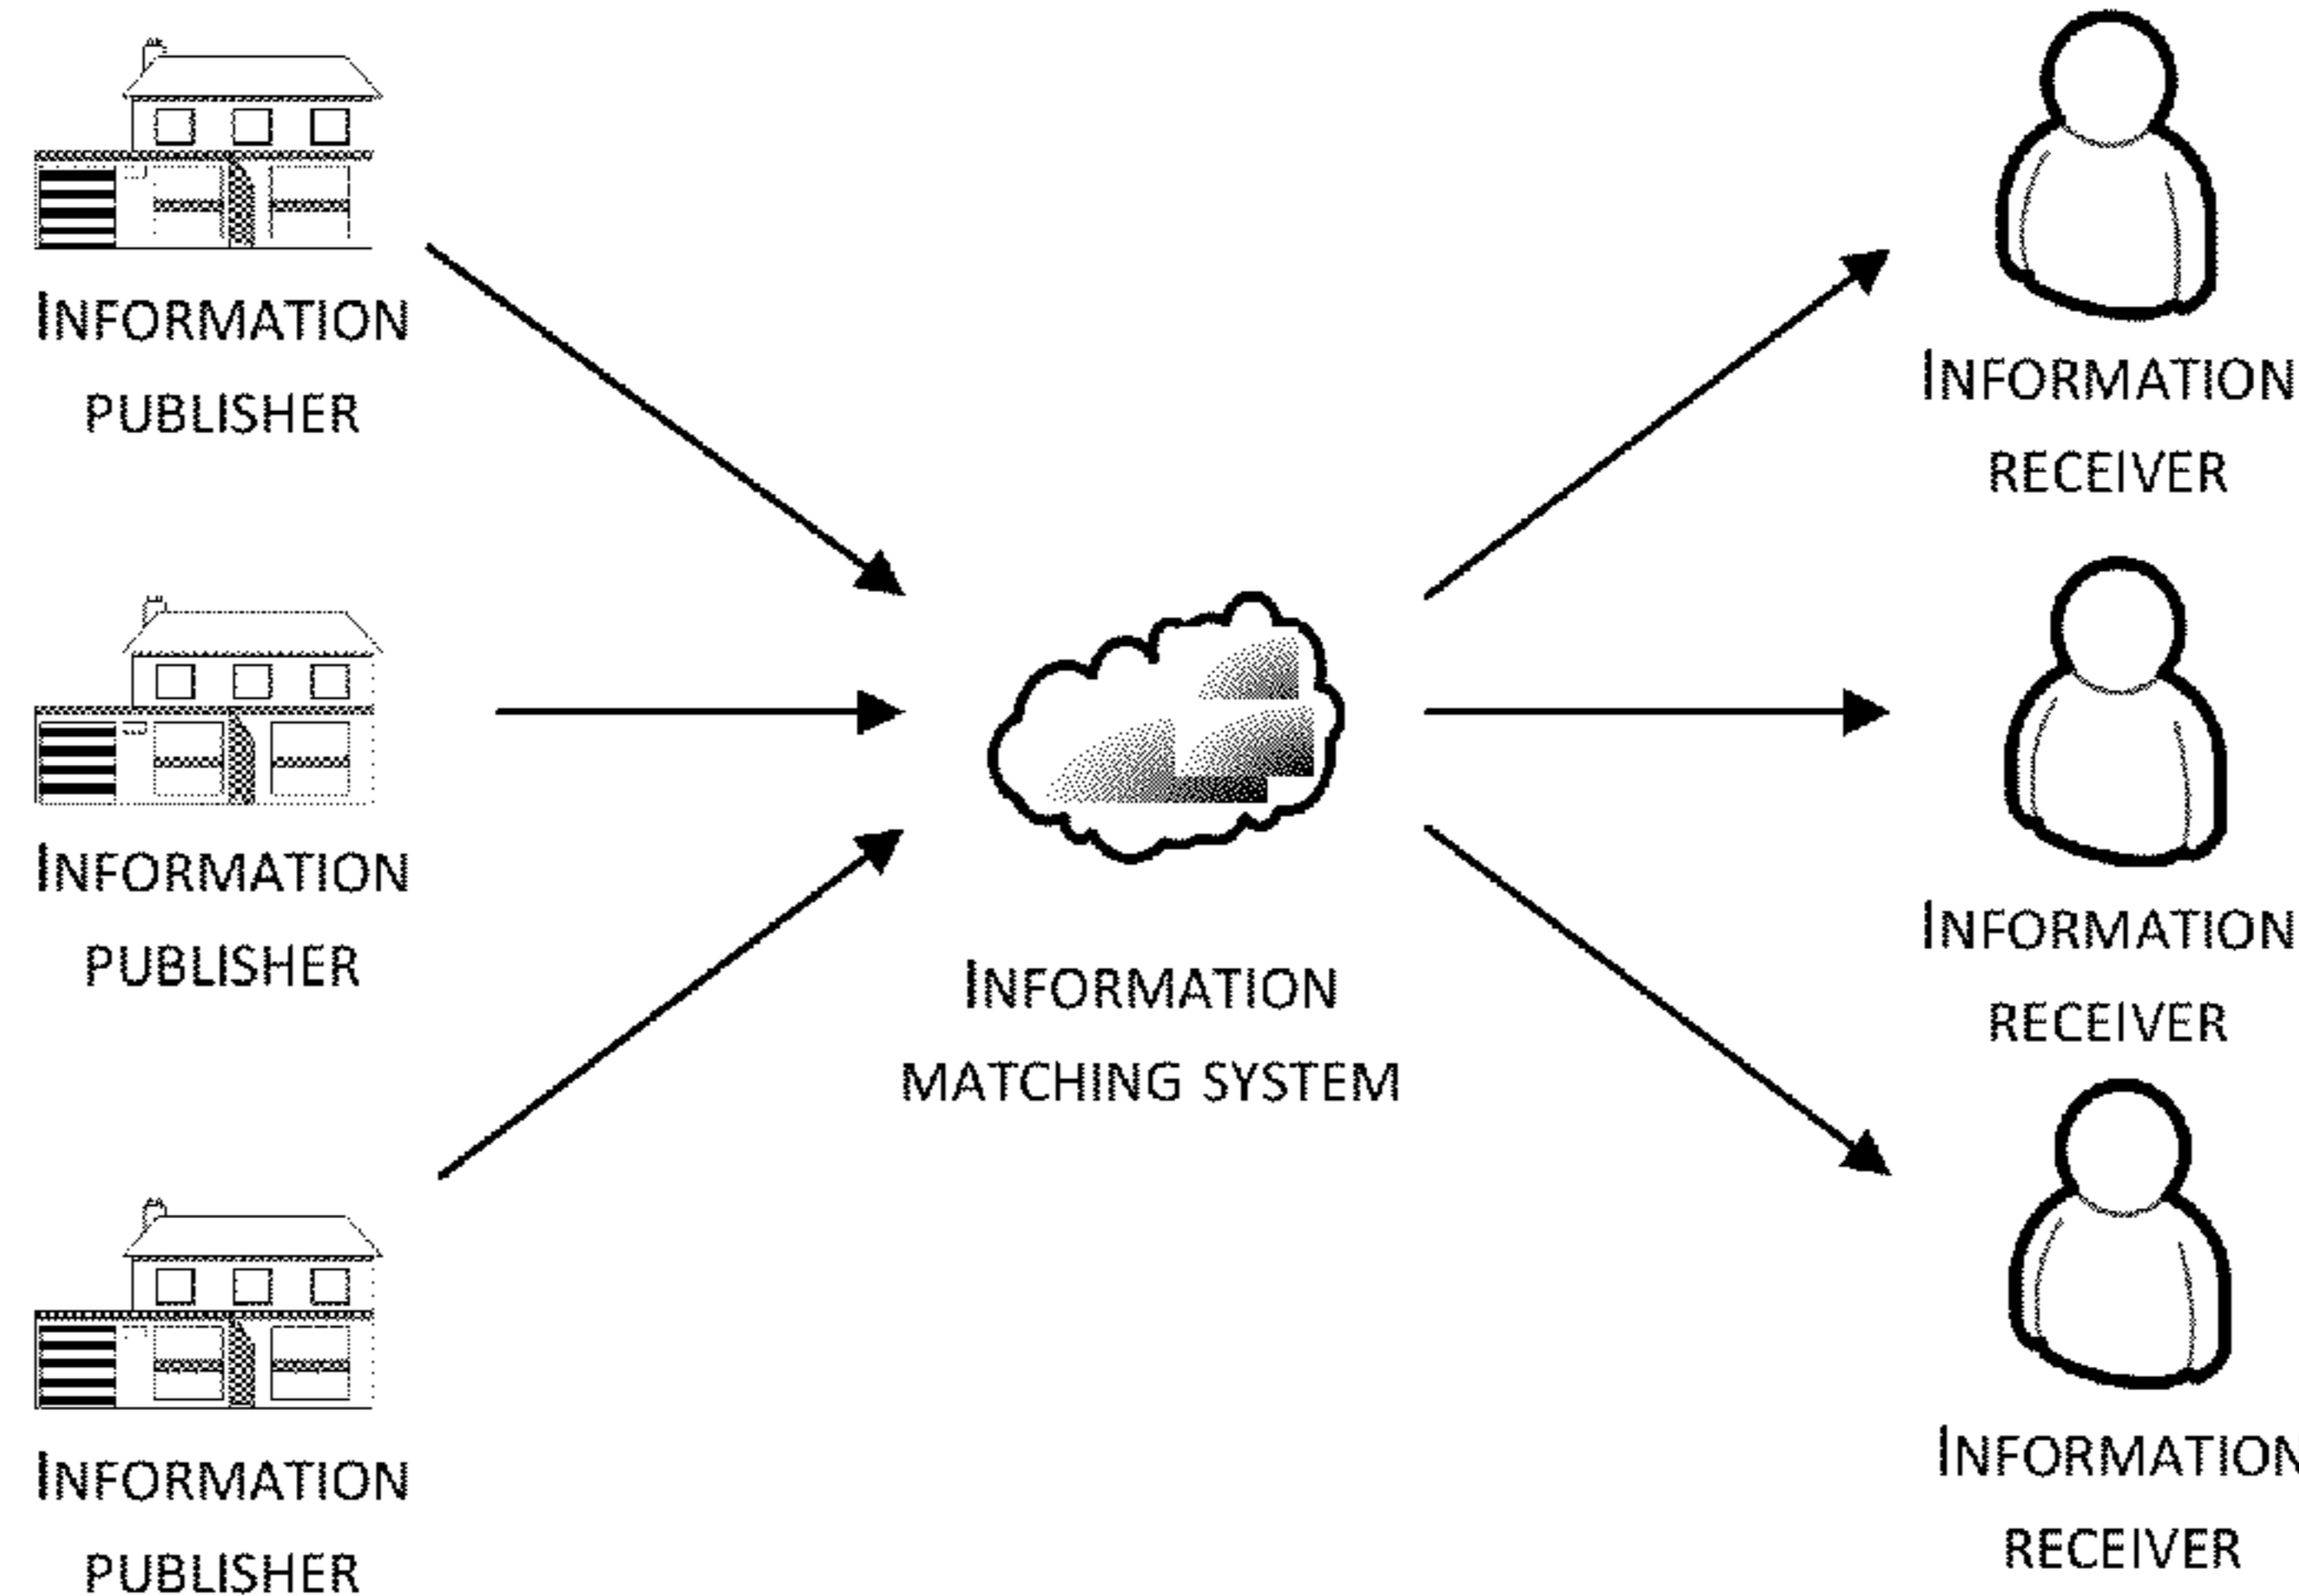 INFORMATION
PUBLISHER
INFORMATION
PUBLISHER
INFORMATION
PUBLISHER
INFORMATION
MATCHING SYSTEM
INFORMATION
RECEIVER
INFORMATION
RECEIVER
INFORMATION
RECEIVER